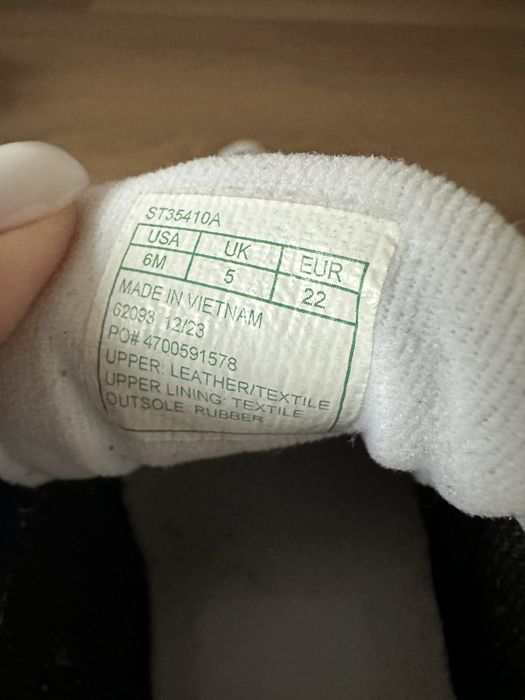 ST35410A
USA UK EUR
6M 5 22
MADE IN VIETNAM
62093 12/23
PO# 4700591578
UPPER: LEATHER/TEXTILE
UPPER LINING: TEXTILE
OUTSOLE: RUBBER